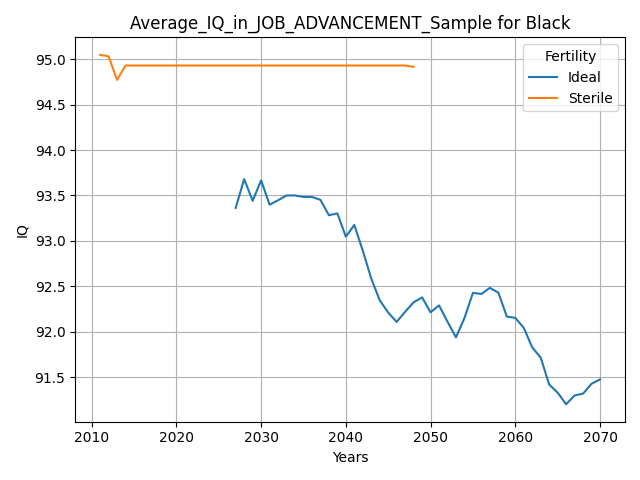 Average_IQ_in_JOB_ADVANCEMENT_Sample for Black
Fertility
Ideal
Sterile
IQ
95.0
94.5
94.0
93.5
93.0
92.5
92.0
91.5
2010 2020 2030 2040 2050 2060 2070
Years